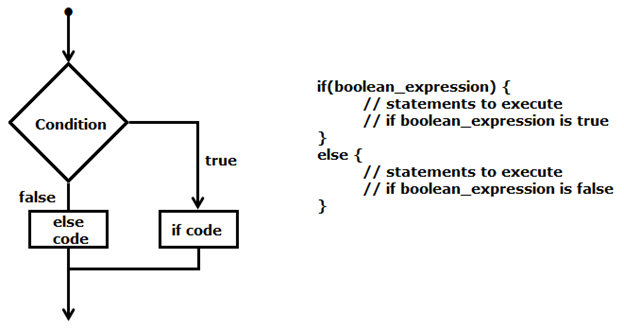 Condition
true
false
else
code
if code
if(boolean_expression) {
// statements to execute
// if boolean_expression is true
}
else {
// statements to execute
// if boolean_expression is false
}